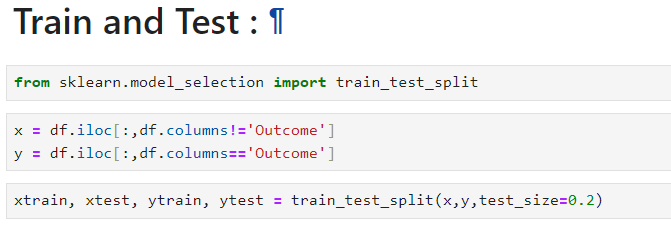 Train and Test : ¶
from sklearn.model_selection import train_test_split
x = df.iloc[:,df.columns!='Outcome']
y = df.iloc[:,df.columns=='Outcome']
xtrain, xtest, ytrain, ytest = train_test_split(x,y,test_size=0.2)